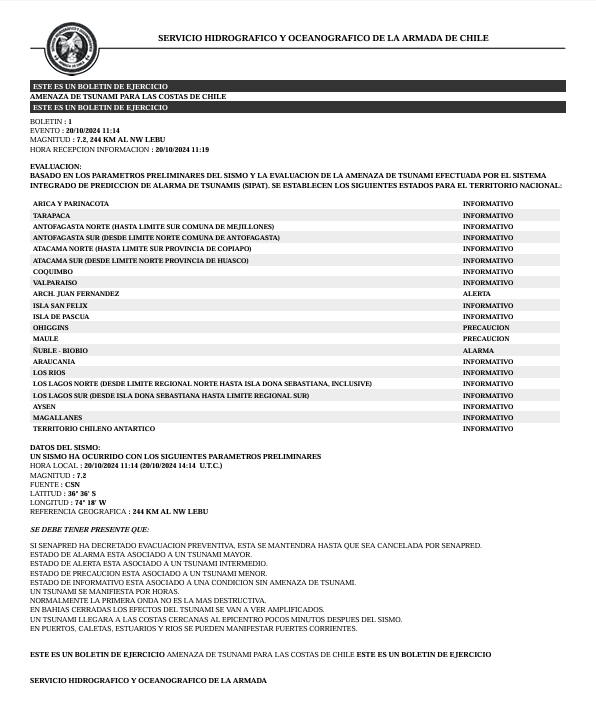 SERVICIO HIDROGRAFICO Y OCEANOGRAFICO DE LA ARMADA DE CHILE
ESTE ES UN BOLETIN DE EJERCICIO
AMENAZA DE TSUNAMI PARA LAS COSTAS DE CHILE
ESTE ES UN BOLETIN DE EJERCICIO
BOLETIN : 1
EVENTO : 20/10/2024 11:14
MAGNITUD : 7.2, 244 KM AL NW LEBU
HORA RECEPCION INFORMACION : 20/10/2024 11:19
EVALUACION:
BASADO EN LOS PARAMETROS PRELIMINARES DEL SISMO Y LA EVALUACION DE LA AMENAZA DE TSUNAMI EFECTUADA POR EL SISTEMA
INTEGRADO DE PREDICCION DE ALARMA DE TSUNAMIS (SIPAT). SE ESTABLECEN LOS SIGUIENTES ESTADOS PARA EL TERRITORIO NACIONAL:
ARICA Y PARINACOTA INFORMATIVO
TARAPACA INFORMATIVO
ANTOFAGASTA NORTE (HASTA LIMITE SUR COMUNA DE MEJILLONES) INFORMATIVO
ANTOFAGASTA SUR (DESDE LIMITE NORTE COMUNA DE ANTOFAGASTA) INFORMATIVO
ATACAMA NORTE (HASTA LIMITE SUR PROVINCIA DE COPIAPO) INFORMATIVO
ATACAMA SUR (DESDE LIMITE NORTE PROVINCIA DE HUASCO) INFORMATIVO
COQUIMBO INFORMATIVO
VALPARAISO INFORMATIVO
ARCH. JUAN FERNANDEZ ALERTA
ISLA SAN FELIX INFORMATIVO
ISLA DE PASCUA INFORMATIVO
OHIGGINS PRECAUCION
MAULE PRECAUCION
ÑUBLE - BIOBIO ALARMA
ARAUCANIA INFORMATIVO
LOS RIOS INFORMATIVO
LOS LAGOS NORTE (DESDE LIMITE REGIONAL NORTE HASTA ISLA DONA SEBASTIANA, INCLUSIVE) INFORMATIVO
LOS LAGOS SUR (DESDE ISLA DONA SEBASTIANA HASTA LIMITE REGIONAL SUR) INFORMATIVO
AYSEN INFORMATIVO
MAGALLANES INFORMATIVO
TERRITORIO CHILENO ANTARTICO INFORMATIVO
DATOS DEL SISMO:
UN SISMO HA OCURRIDO CON LOS SIGUIENTES PARAMETROS PRELIMINARES
HORA LOCAL : 20/10/2024 11:14 (20/10/2024 14:14 U.T.C.)
MAGNITUD : 7.2
FUENTE : CSN
LATITUD : 36º 36' S
LONGITUD : 74º 18' W
REFERENCIA GEOGRAFICA : 244 KM AL NW LEBU
SE DEBE TENER PRESENTE QUE:
SI SENAPRED HA DECRETADO EVACUACION PREVENTIVA, ESTA SE MANTENDRA HASTA QUE SEA CANCELADA POR SENAPRED.
ESTADO DE ALARMA ESTA ASOCIADO A UN TSUNAMI MAYOR.
ESTADO DE ALERTA ESTA ASOCIADO A UN TSUNAMI INTERMEDIO.
ESTADO DE PRECAUCION ESTA ASOCIADO A UN TSUNAMI MENOR.
ESTADO DE INFORMATIVO ESTA ASOCIADO A UNA CONDICION SIN AMENAZA DE TSUNAMI.
UN TSUNAMI SE MANIFIESTA POR HORAS.
NORMALMENTE LA PRIMERA ONDA NO ES LA MAS DESTRUCTIVA.
EN BAHIAS CERRADAS LOS EFECTOS DEL TSUNAMI SE VAN A VER AMPLIFICADOS.
UN TSUNAMI LLEGARA A LAS COSTAS CERCANAS AL EPICENTRO POCOS MINUTOS DESPUES DEL SISMO.
EN PUERTOS, CALETAS, ESTUARIOS Y RIOS SE PUEDEN MANIFESTAR FUERTES CORRIENTES.
ESTE ES UN BOLETIN DE EJERCICIO AMENAZA DE TSUNAMI PARA LAS COSTAS DE CHILE ESTE ES UN BOLETIN DE EJERCICIO
SERVICIO HIDROGRAFICO Y OCEANOGRAFICO DE LA ARMADA